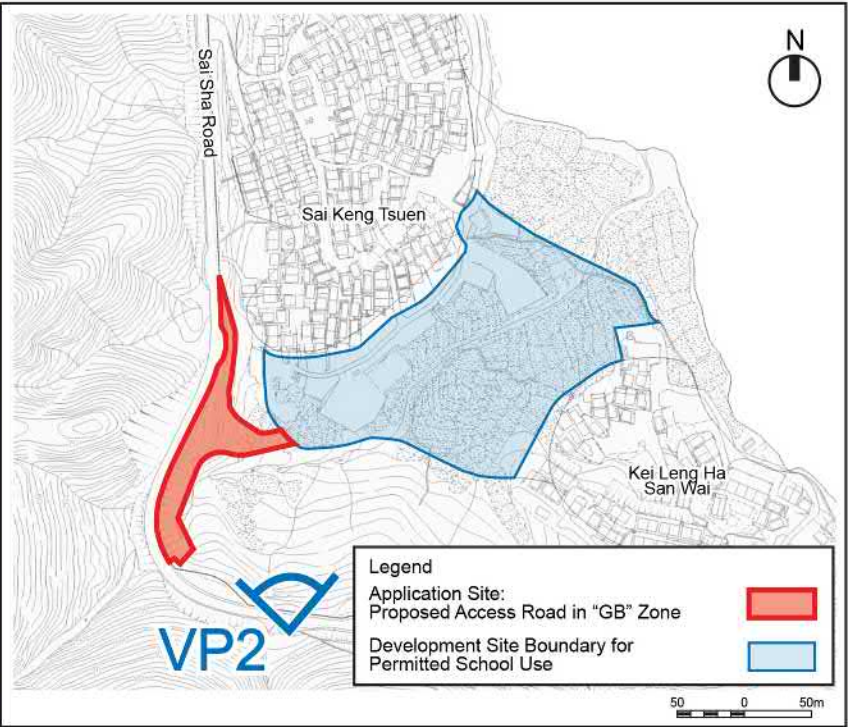 N
Sai Sha Road
Sai Keng Tsuen
Kei Leng Ha
San Wai
VP2
Legend
Application Site:
Proposed Access Road in “GB” Zone
Development Site Boundary for
Permitted School Use
50 0 50m